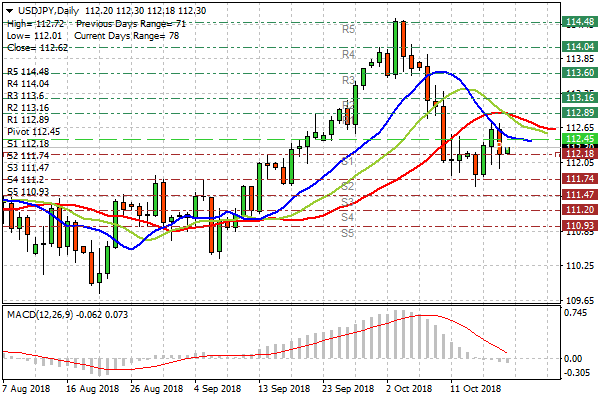 USDJPY,Daily 112.20 112.30 112.18 112.30
High= 112.72 Previous Days Range= 71
Low= 112.01 Current Days Range= 78
Close= 112.62
R5 114.48
R4 114.04
R3 113.6
R2 113.16
R1 112.89
Pivot 112.45
S1 112.18
S2 111.74
S3 111.47
S4 111.2
S5 110.93
R5
R4
R3
S1
S2
S3
S4
S5
114.48
114.04
113.85
113.60
113.16
112.89
112.65
112.45
112.18
112.05
111.74
111.47
111.20
110.93
110.85
110.25
109.65
MACD(12,26,9) -0.062 0.073
0.745
0.00
-0.305
7 Aug 2018 16 Aug 2018 26 Aug 2018 4 Sep 2018 13 Sep 2018 23 Sep 2018 2 Oct 2018 11 Oct 2018